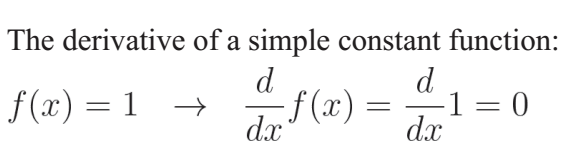 The derivative of a simple constant function:
f(x) = 1 → d/dx f(x) = d/dx 1 = 0